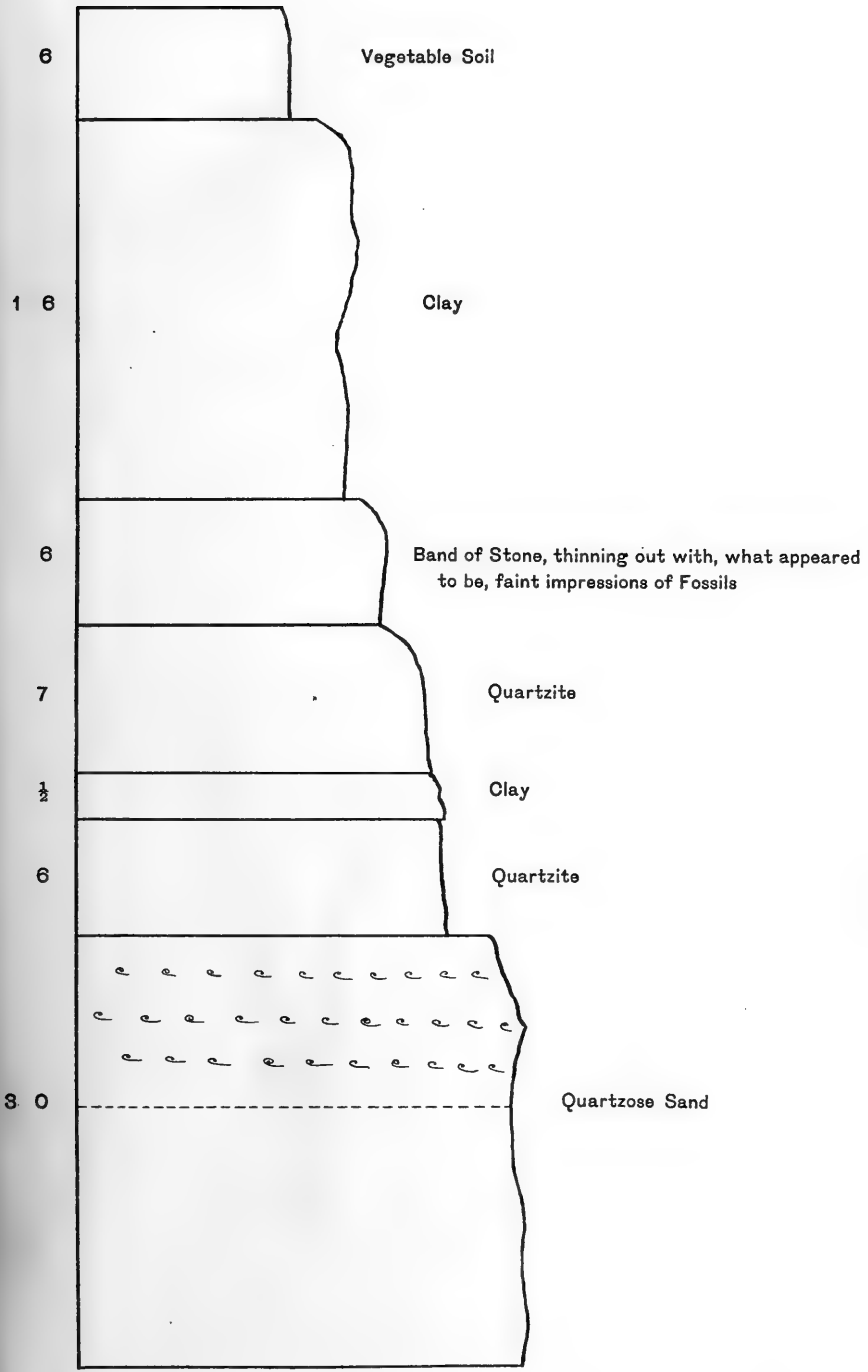 6 Vegetable Soil
1 6 Clay
6 Band of Stone, thinning out with, what appeared
to be, faint impressions of Fossils
7 Quartzite
½ Clay
6 Quartzite
3 0 Quartzose Sand